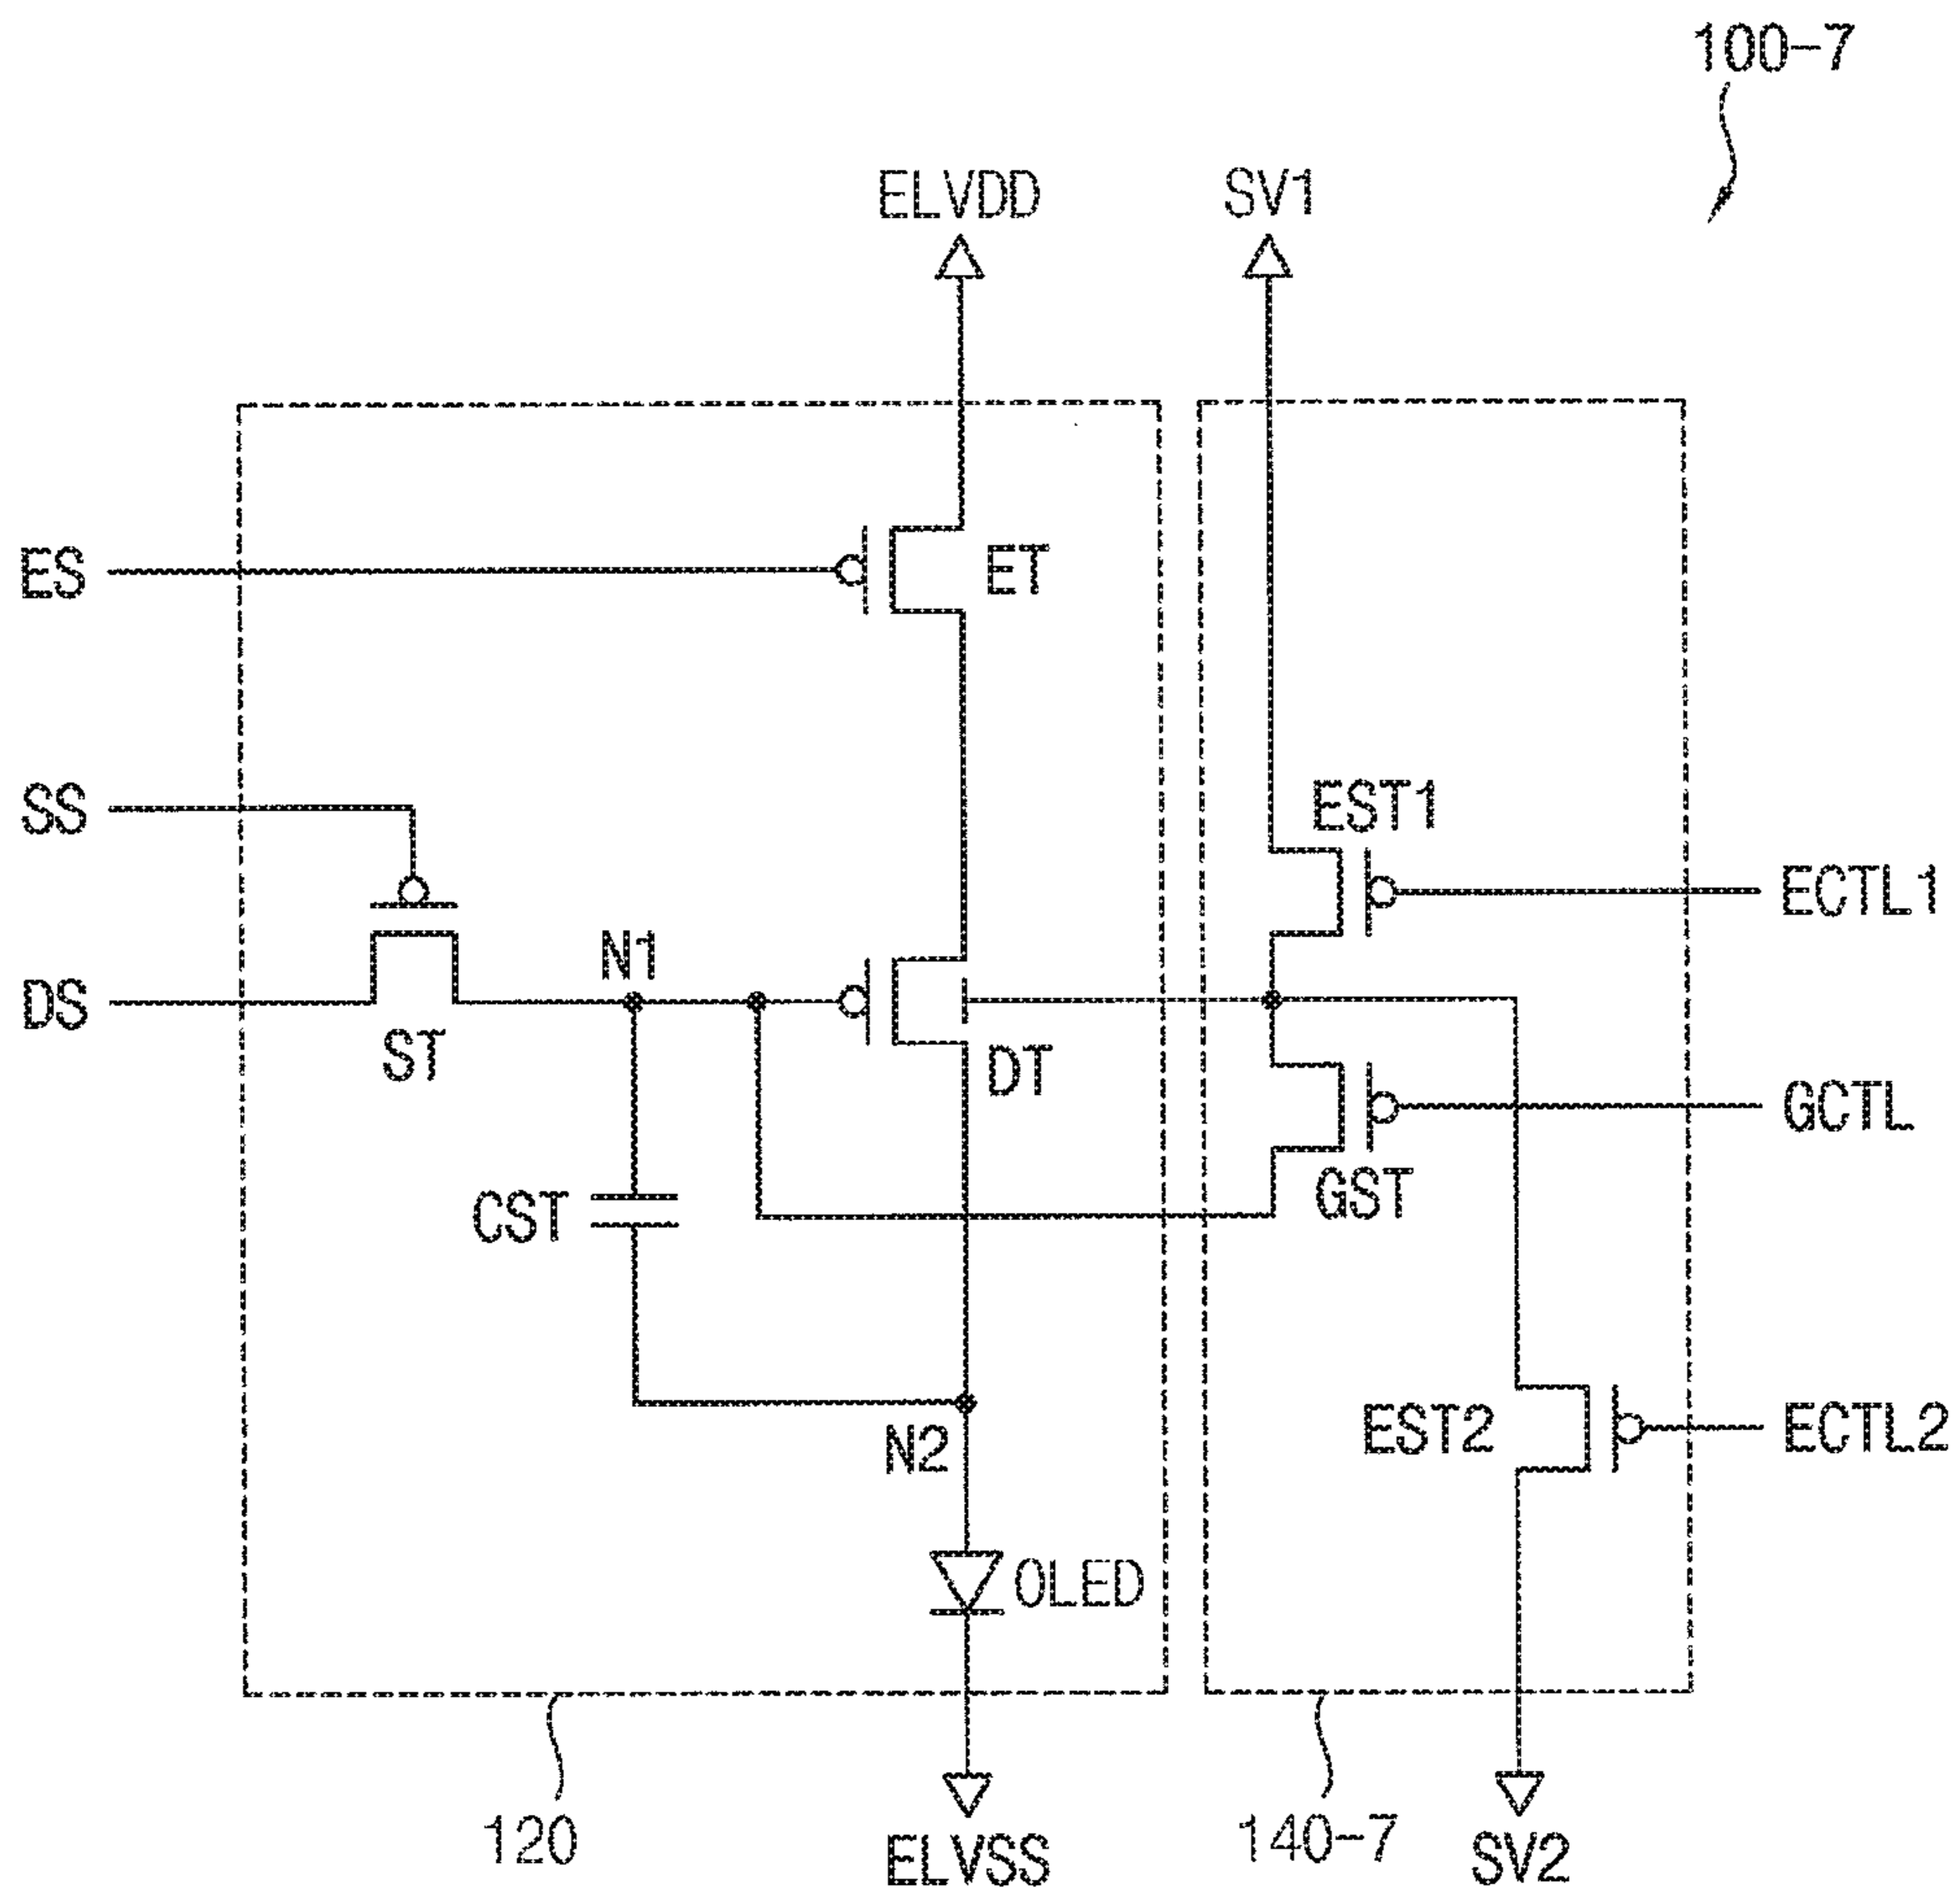 100-7
ELVDD
SV1
ES
ET
SS
EST1
ECTL1
N1
DS
ST
DT
GCTL
CST
GST
N2
EST2
ECTL2
OLED
120
140-7
ELVSS
SV2